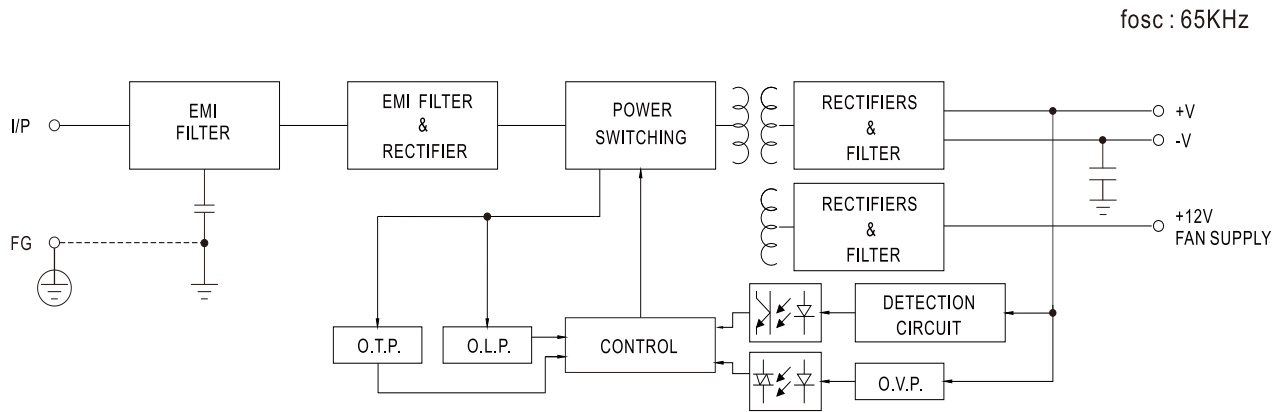 fosc : 65KHz
I/P
EMI
FILTER
EMI FILTER
&
RECTIFIER
POWER
SWITCHING
RECTIFIERS
&
FILTER
+V
-V
RECTIFIERS
&
FILTER
+12V
FAN SUPPLY
FG
O.T.P.
O.L.P.
CONTROL
DETECTION
CIRCUIT
O.V.P.